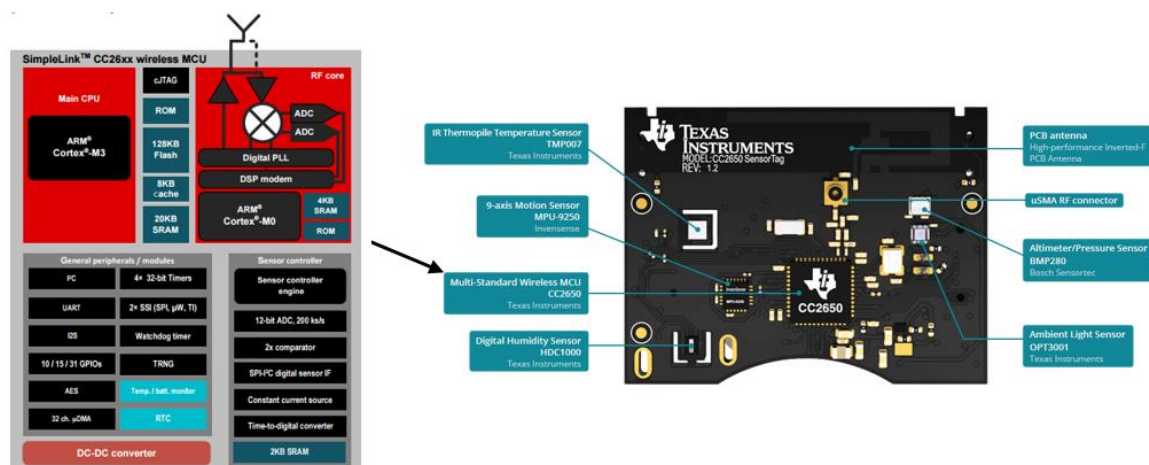 SimpleLink™ CC26xx wireless MCU
Main CPU
ARM®
Cortex®-M3
cJTAG
ROM
128KB
Flash
8KB
cache
20KB
SRAM
RF core
ADC
ADC
Digital PLL
DSP modem
ARM®
Cortex®-M0
4KB
SRAM
ROM
General peripherals / modules
I²C
4× 32-bit Timers
UART
2× SSI (SPI, µW, TI)
I2S
Watchdog timer
10 / 15 / 31 GPIOs
TRNG
AES
Temp. / batt. monitor
32 ch. µDMA
RTC
Sensor controller
Sensor controller
engine
12-bit ADC, 200 ks/s
2x comparator
SPI-I²C digital sensor IF
Constant current source
Time-to-digital converter
2KB SRAM
DC-DC converter
IR Thermopile Temperature Sensor
TMP007
Texas Instruments
9-axis Motion Sensor
MPU-9250
Invensense
Multi-Standard Wireless MCU
CC2650
Texas Instruments
Digital Humidity Sensor
HDC1000
Texas Instruments
TEXAS
INSTRUMENTS
MODEL:CC2650 SensorTag
REV: 1.2
InvenSense
MPU-9250
CC2650
PCB antenna
High-performance Inverted-F
PCB Antenna
uSMA RF connector
Altimeter/Pressure Sensor
BMP280
Bosch Sensortec
Ambient Light Sensor
OPT3001
Texas Instruments